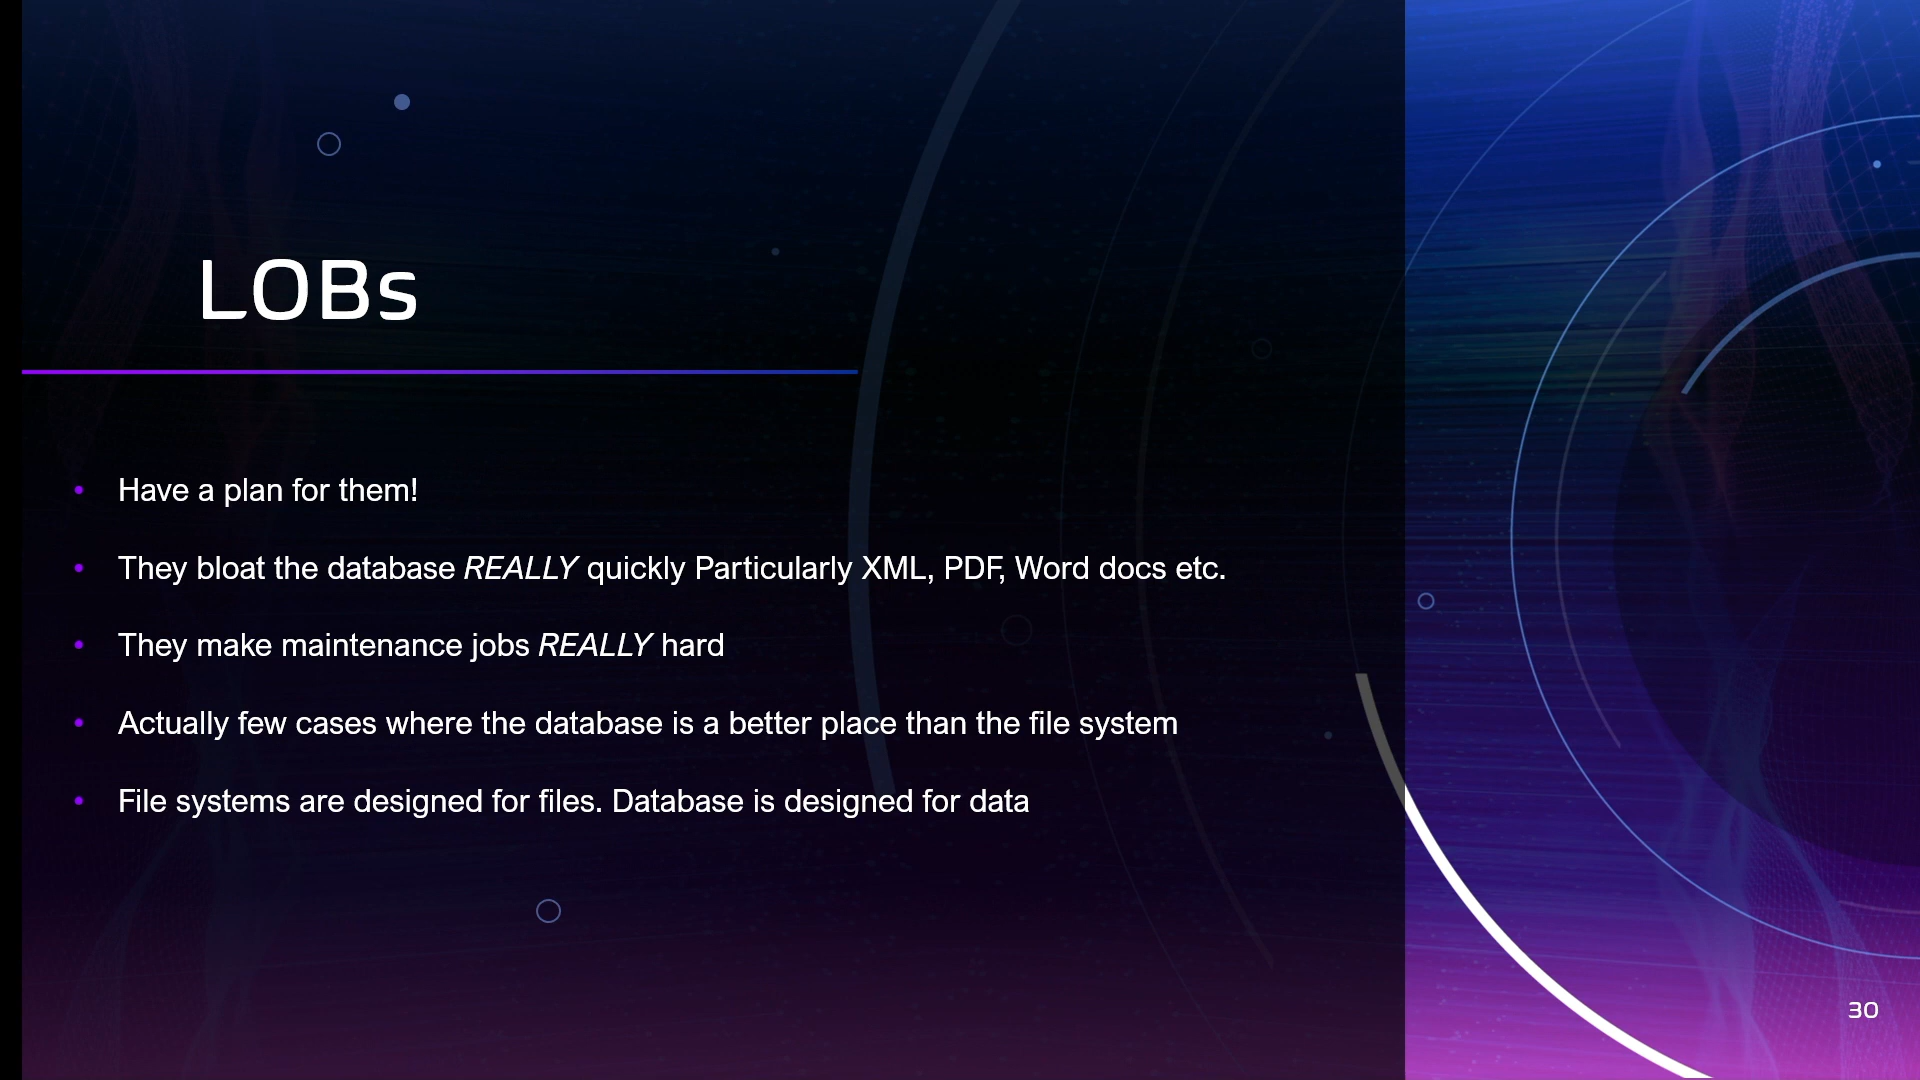 LOBs
• Have a plan for them!
• They bloat the database REALLY quickly Particularly XML, PDF, Word docs etc.
• They make maintenance jobs REALLY hard
• Actually few cases where the database is a better place than the file system
• File systems are designed for files. Database is designed for data
30